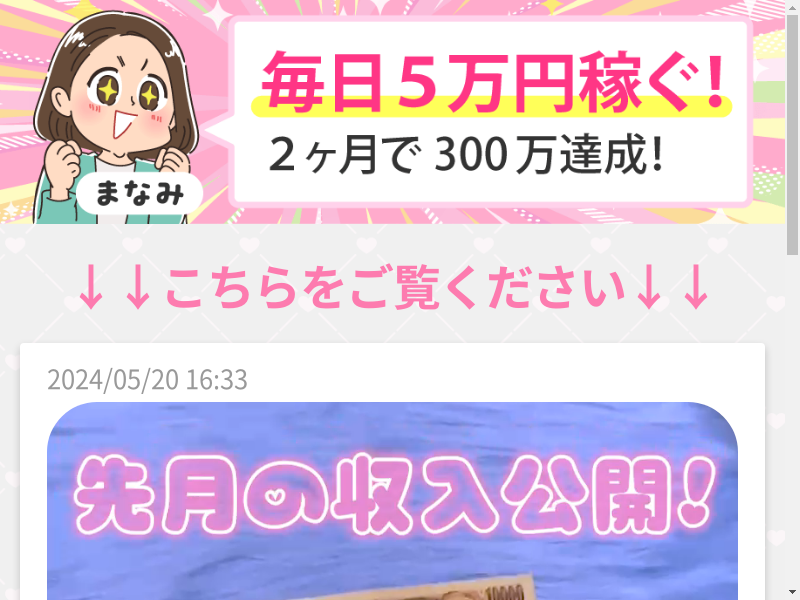 毎日5万円稼ぐ!
２ヶ月で 300 万達成!
まなみ
↓↓こちらをご覧ください↓↓
2024/05/20 16:33
先月の収入公開!
10000